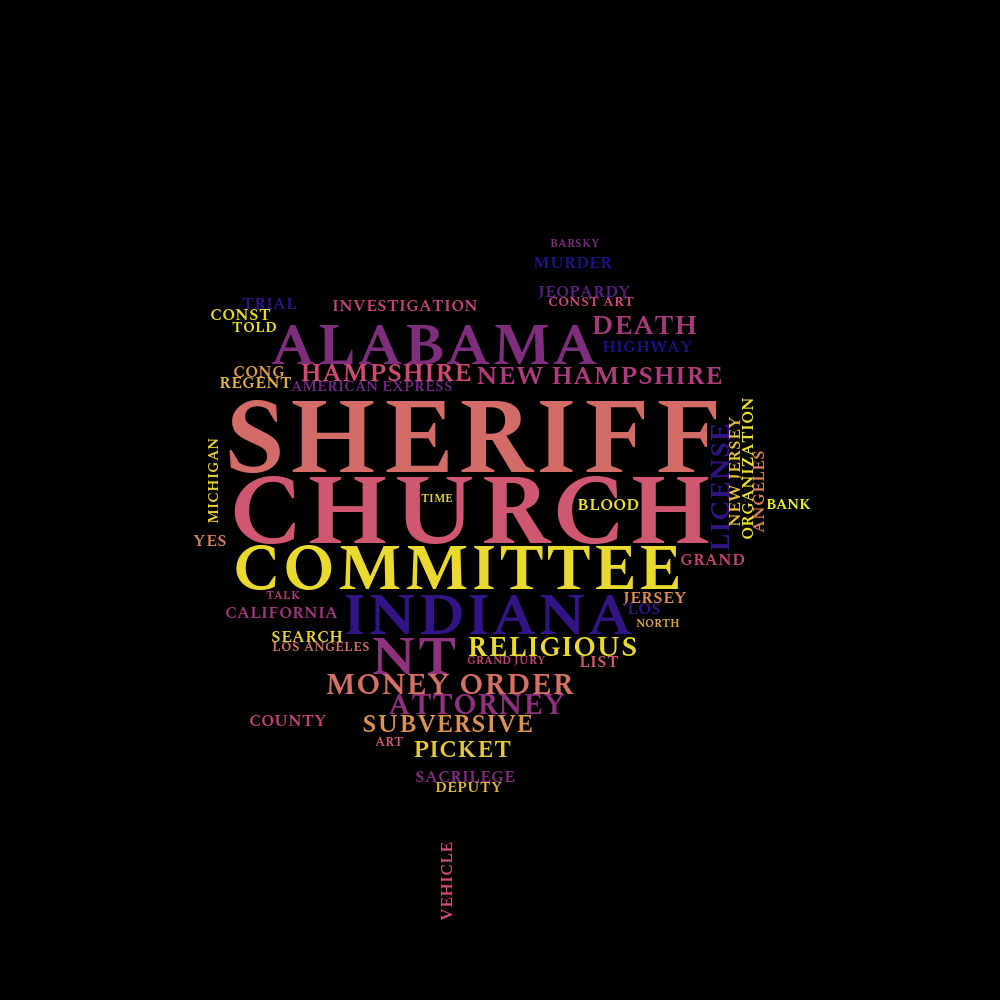 BARSKY
MURDER
JEOPARDY
CONST ART
TRIAL
INVESTIGATION
CONST
TOLD
DEATH
ALABAMA
HIGHWAY
CONG
HAMPSHIRE
NEW HAMPSHIRE
REGENT
AMERICAN EXPRESS
SHERIFF
LICENSE
NEW JERSEY
ORGANIZATION
ANGELES
MICHIGAN
CHURCH
TIME
BLOOD
BANK
YES
GRAND
COMMITTEE
TALK
JERSEY
CALIFORNIA
INDIANA
LOS
NORTH
SEARCH
LOS ANGELES
NT
RELIGIOUS
GRAND JURY
LIST
MONEY ORDER
ATTORNEY
COUNTY
SUBVERSIVE
ART
PICKET
SACRILEGE
DEPUTY
VEHICLE